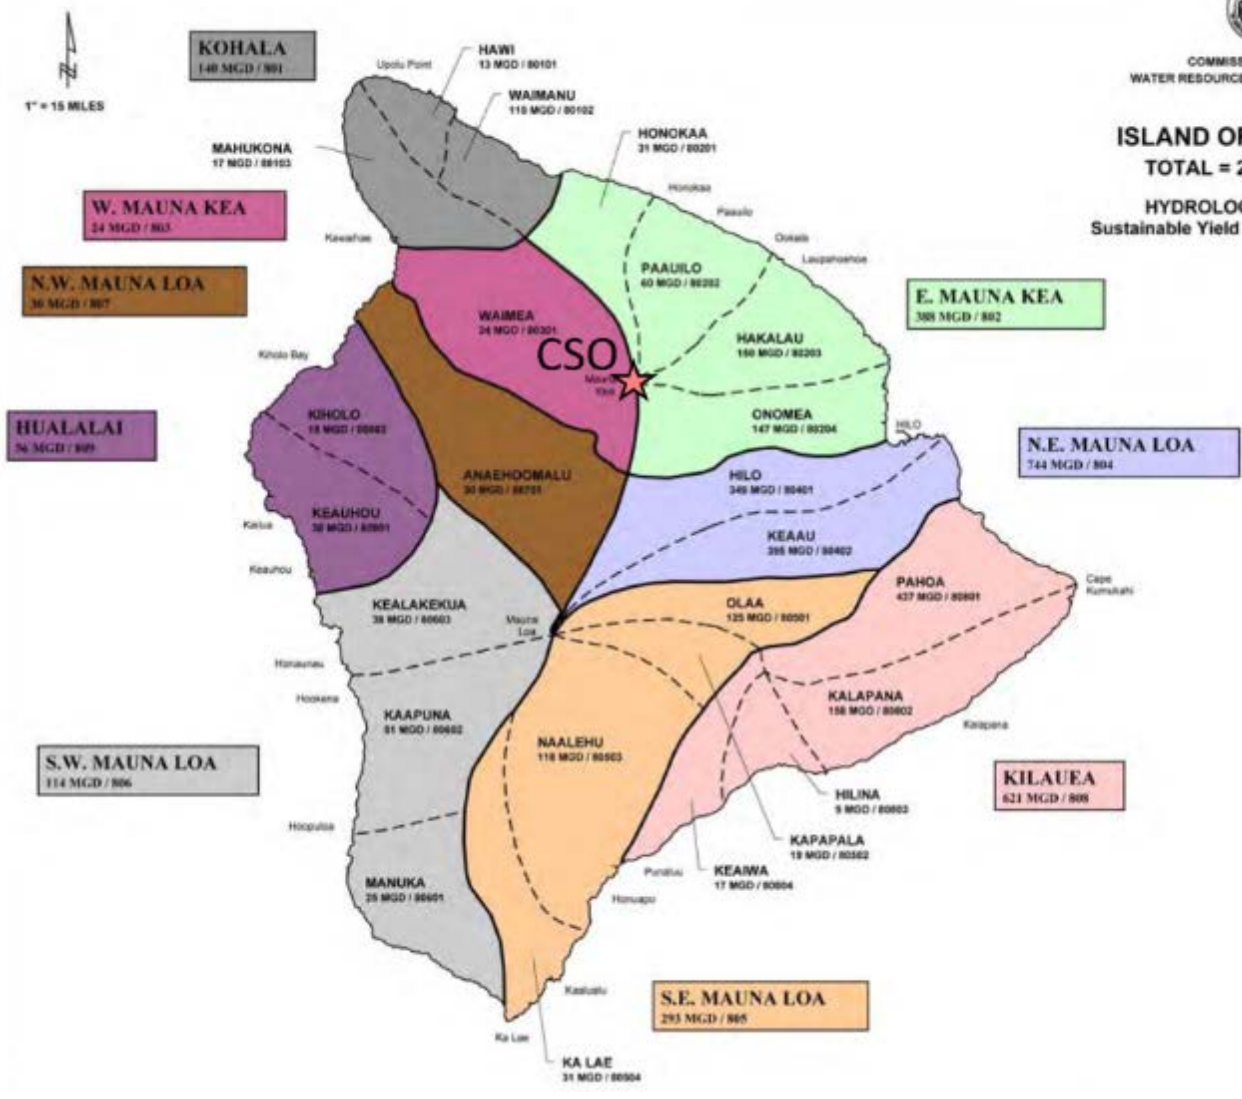 1" = 15 MILES
KOHALA
140 MGD / 801
Upolu Point
HAWI
13 MGD / 80101
WAIMANU
110 MGD / 80102
COMMISS
WATER RESOURCE
MAHUKONA
17 MGD / 80103
HONOKAA
31 MGD / 80201
ISLAND OF
TOTAL = 2
HYDROLOG
Sustainable Yield
W. MAUNA KEA
24 MGD / 803
Kawaihae
Honokaa
Paauilo
Ookala
Laupahoehoe
N.W. MAUNA LOA
30 MGD / 807
PAAUILO
60 MGD / 80202
E. MAUNA KEA
388 MGD / 802
WAIMEA
24 MGD / 80301
HAKALAU
150 MGD / 80203
CSO
Mauna
Kea
Kiholo Bay
HUALALAI
56 MGD / 809
KIHOLO
18 MGD / 80902
ONOMEA
147 MGD / 80204
HILO
N.E. MAUNA LOA
744 MGD / 804
ANAEHOOMALU
30 MGD / 80701
HILO
349 MGD / 80401
KEAUHOU
38 MGD / 80901
Kailua
KEAAU
395 MGD / 80402
Keauhou
PAHOA
437 MGD / 80801
Cape
Kumukahi
KEALAKEKUA
38 MGD / 80603
OLAA
125 MGD / 80501
Mauna
Loa
Honaunau
Hookena
KALAPANA
158 MGD / 80802
Kalapana
KAAPUNA
51 MGD / 80602
NAALEHU
118 MGD / 80503
S.W. MAUNA LOA
114 MGD / 806
KILAUEA
621 MGD / 808
HILINA
9 MGD / 80803
Hoopuloa
KAPAPALA
19 MGD / 80502
Punaluu
KEAIWA
17 MGD / 80804
MANUKA
25 MGD / 80601
Honuapo
Kaalualu
S.E. MAUNA LOA
293 MGD / 805
Ka Lae
KA LAE
31 MGD / 80504